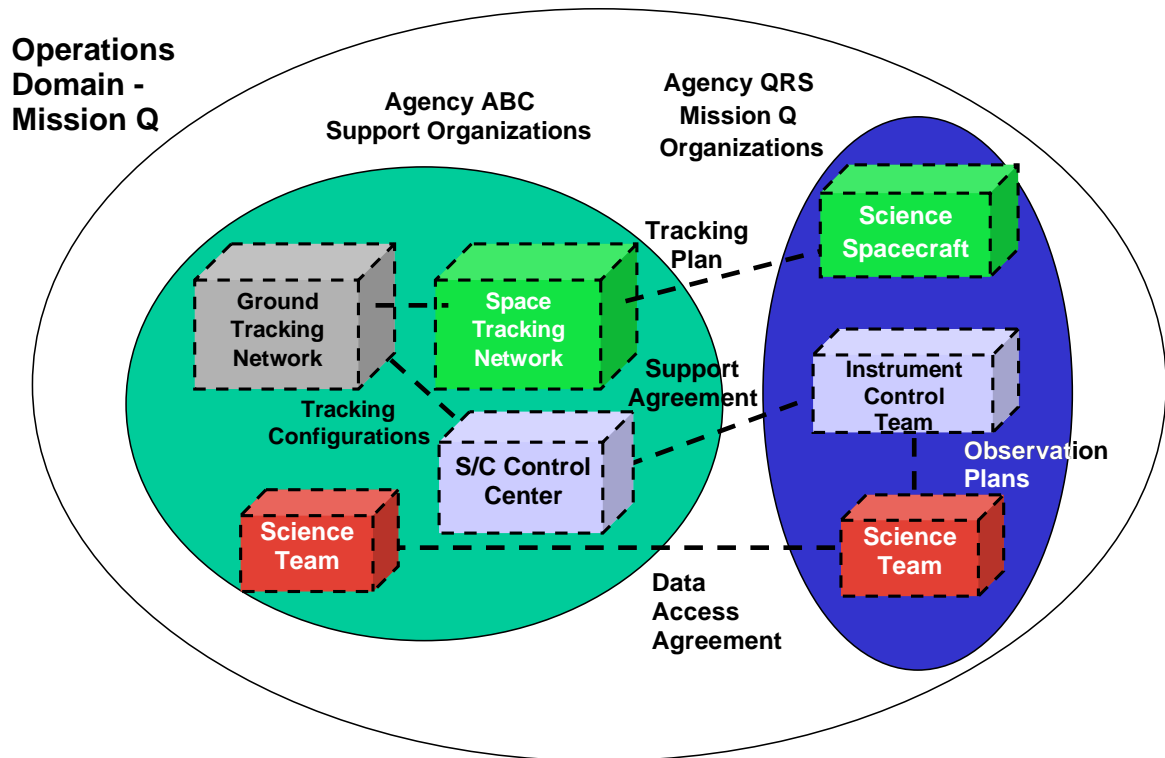 Operations
Domain -
Mission Q
Agency ABC
Support Organizations
Agency QRS
Mission Q
Organizations
Science
Spacecraft
Tracking
Plan
Ground
Tracking
Network
Space
Tracking
Network
Support
Agreement
Instrument
Control
Team
Tracking
Configurations
S/C Control
Center
Observation
Plans
Science
Team
Science
Team
Data
Access
Agreement